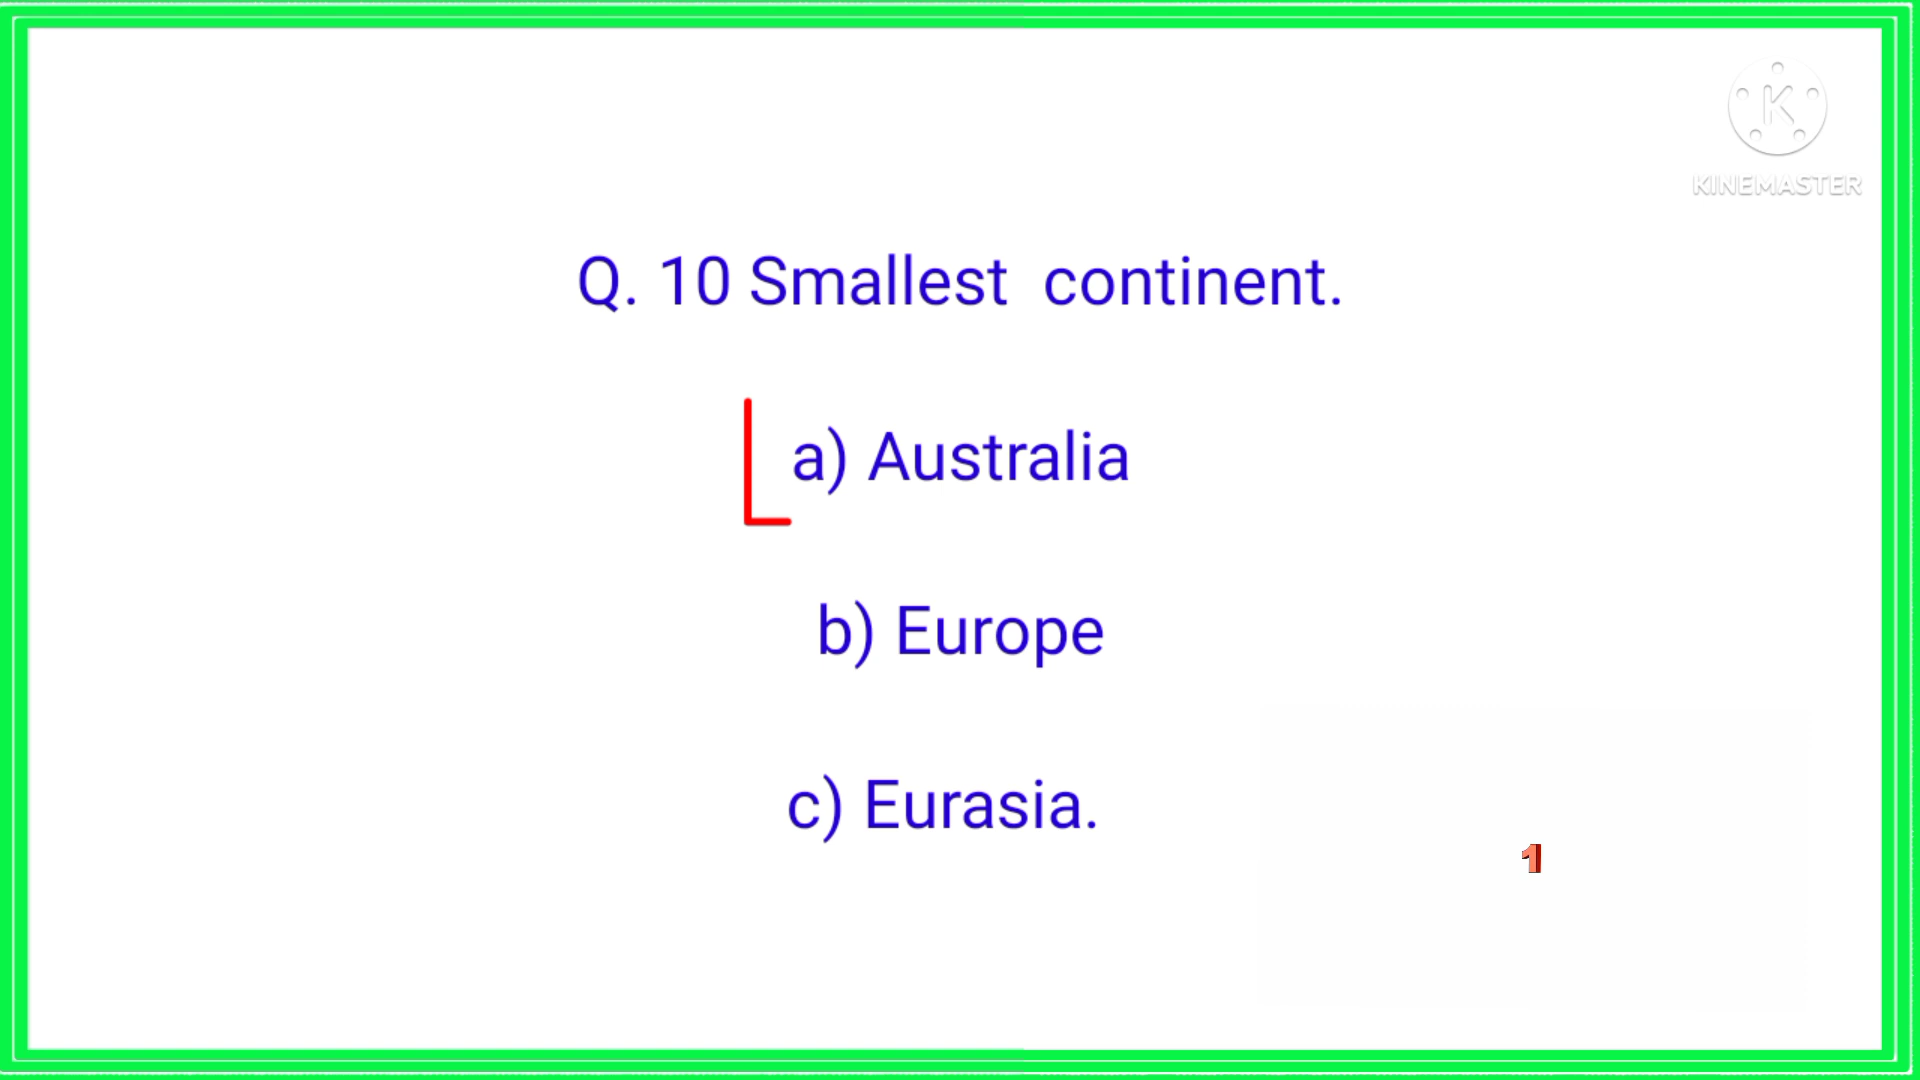 K
KINEMASTER
Q. 10 Smallest continent.
a) Australia
b) Europe
c) Eurasia.
1